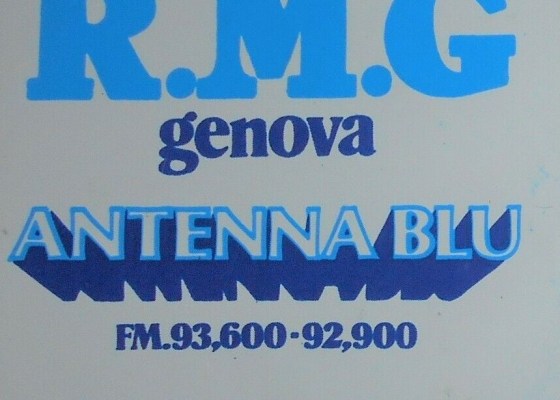 R.M.G
genova
ANTENNA BLU
FM.93,600-92,900